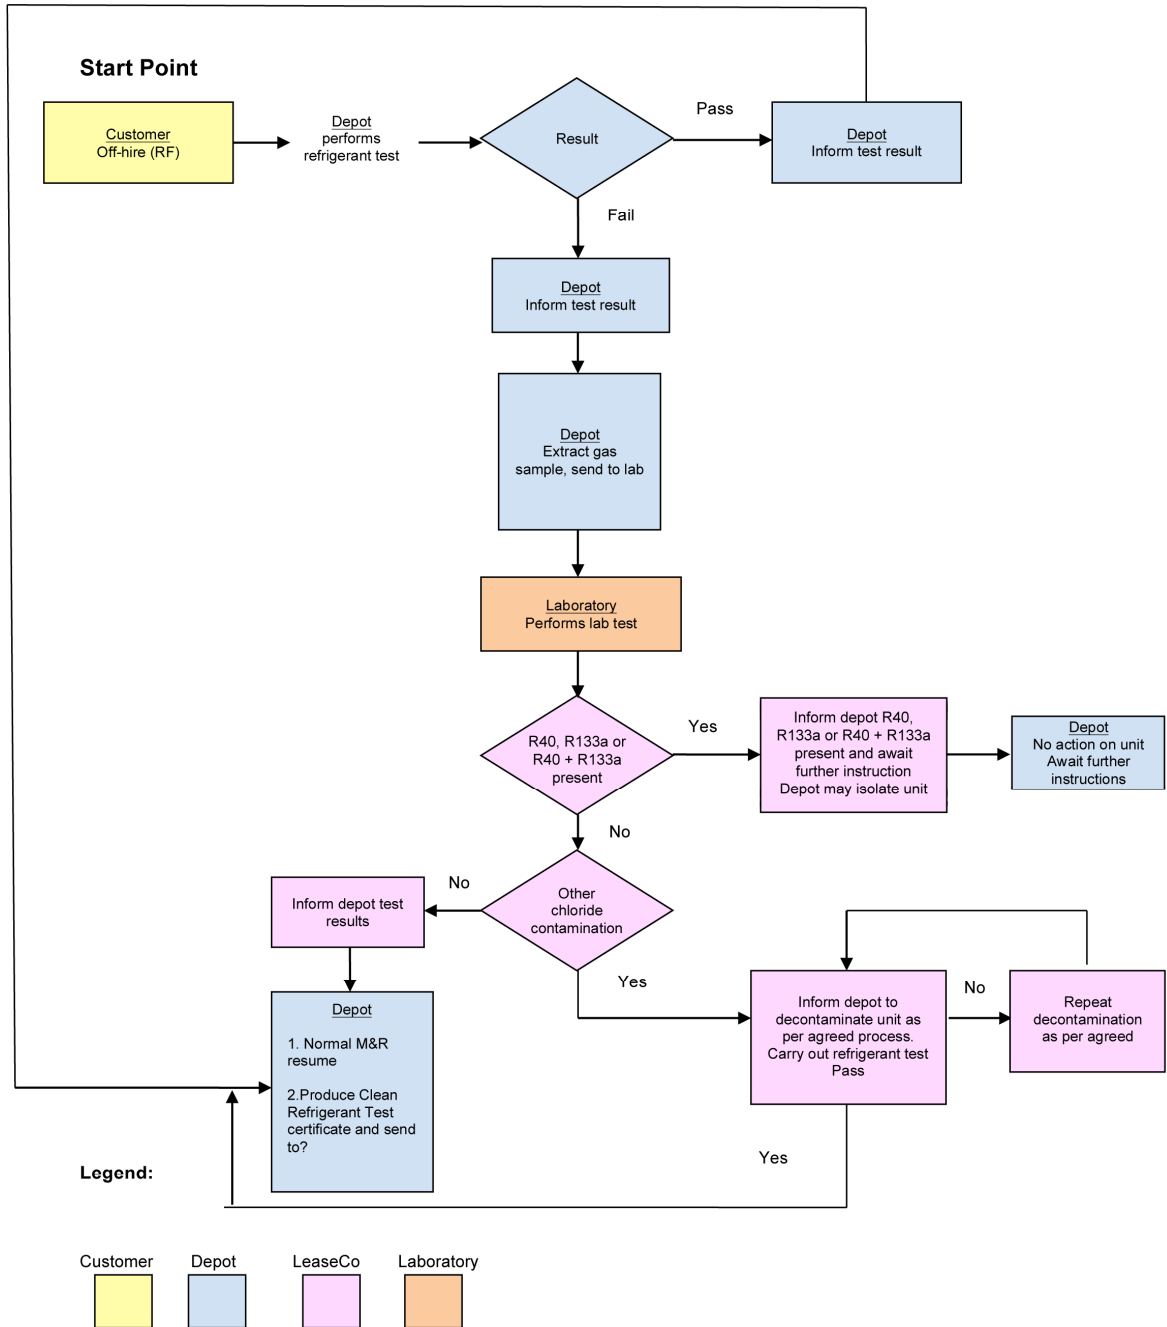 Start Point
Customer
Off-hire (RF)
Depot
performs
refrigerant test
Result
Pass
Depot
Inform test result
Fail
Depot
Inform test result
Depot
Extract gas
sample, send to lab
Laboratory
Performs lab test
R40, R133a or
R40 + R133a
present
Yes
Inform depot R40,
R133a or R40 + R133a
present and await
further instruction
Depot may isolate unit
Depot
No action on unit
Await further
instructions
No
Other
chloride
contamination
No
Inform depot test
results
Yes
Inform depot to
decontaminate unit as
per agreed process.
Carry out refrigerant test
Pass
No
Repeat
decontamination
as per agreed
Depot
1. Normal M&R
resume
2.Produce Clean
Refrigerant Test
certificate and send
to?
Yes
Legend:
Customer
Depot
LeaseCo
Laboratory